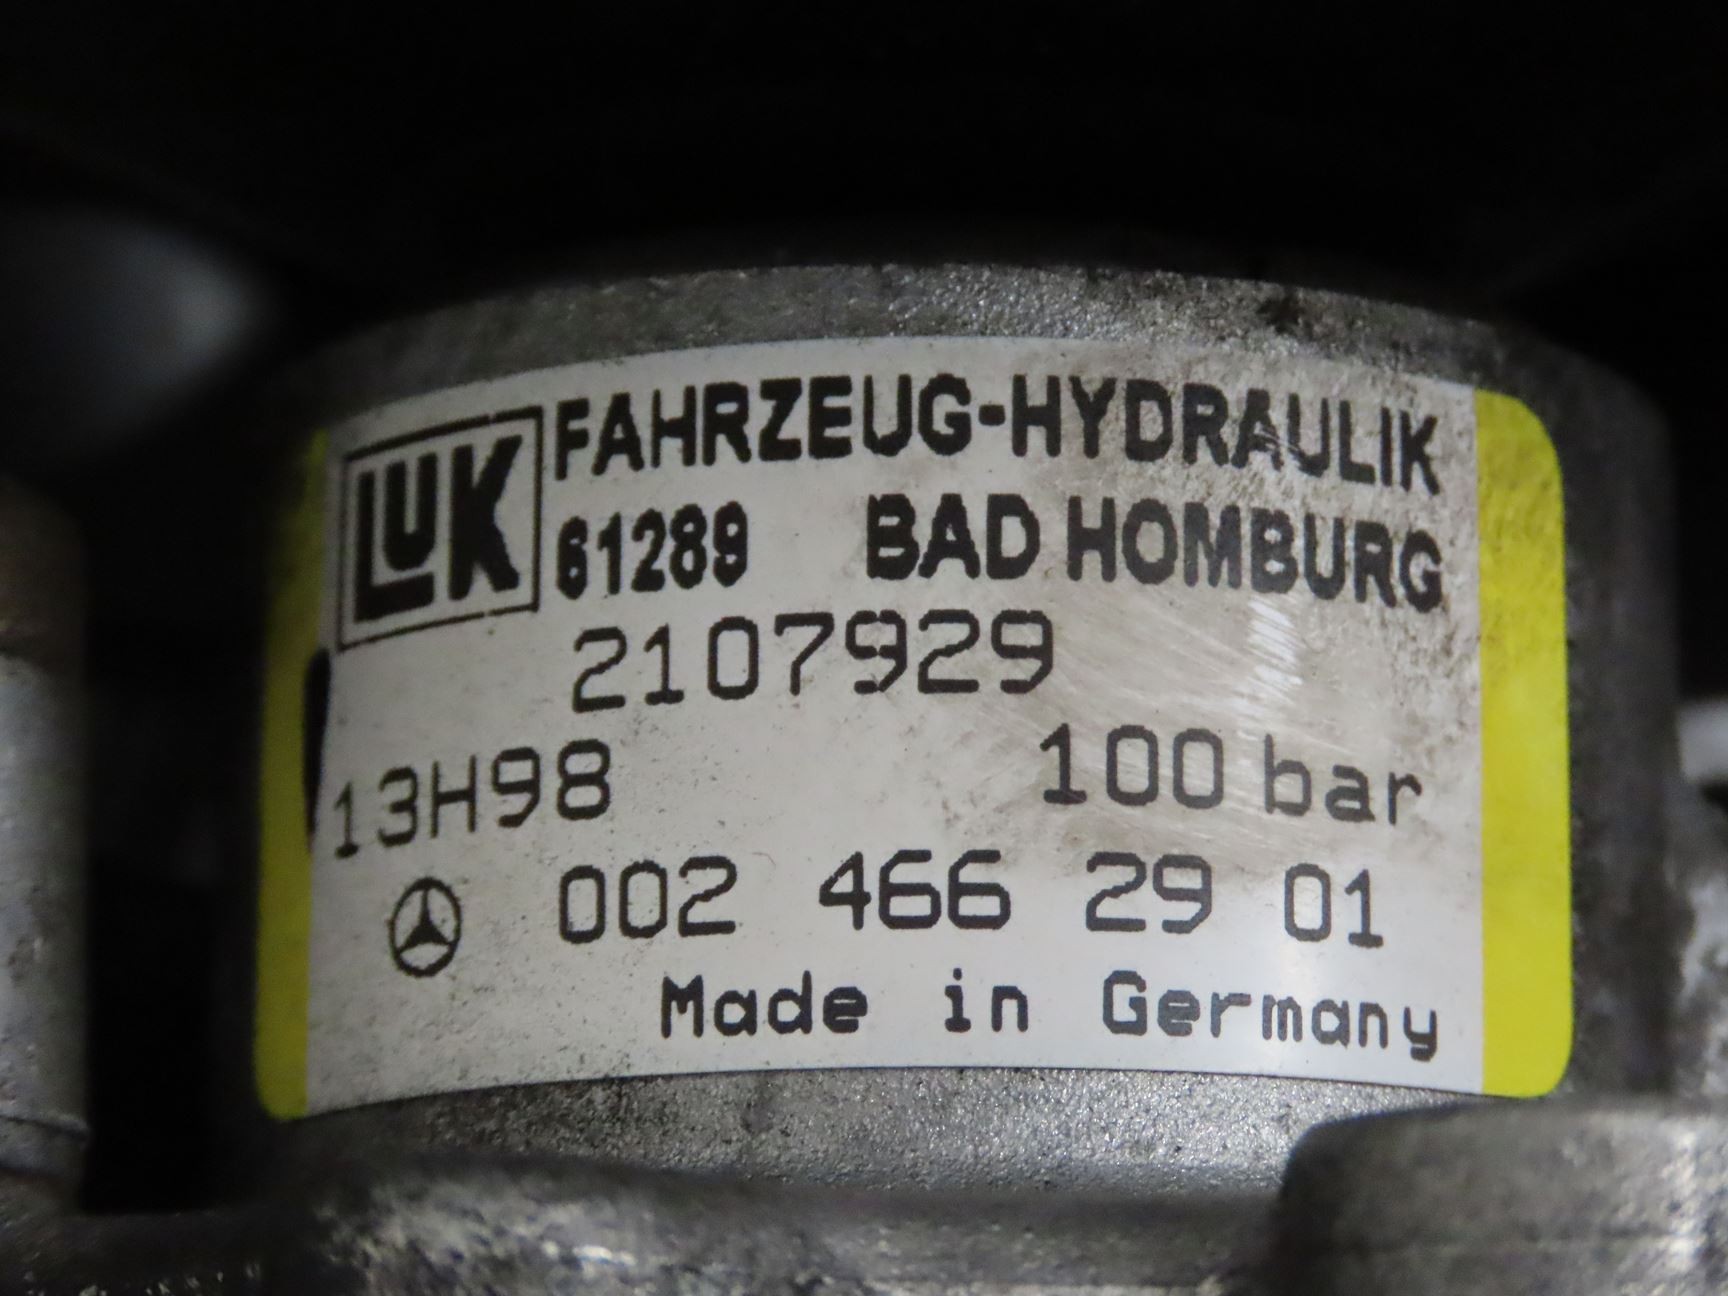 LuK FAHRZEUG-HYDRAULIK
61289 BAD HOMBURG
2107929
13H98 100 bar
002 466 29 01
Made in Germany